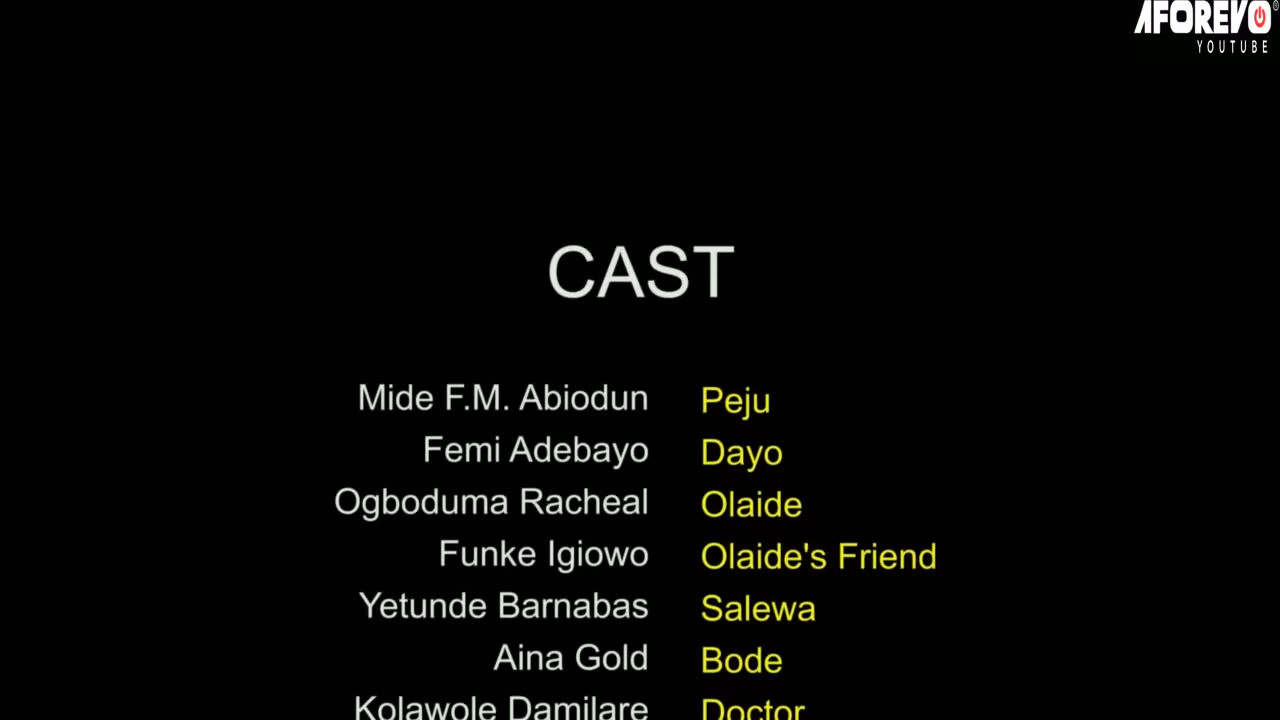 AFOREVO®
YOUTUBE
CAST
Mide F.M. Abiodun Peju
Femi Adebayo Dayo
Ogboduma Racheal Olaide
Funke Igiowo Olaide's Friend
Yetunde Barnabas Salewa
Aina Gold Bode
Kolawole Damilare Doctor